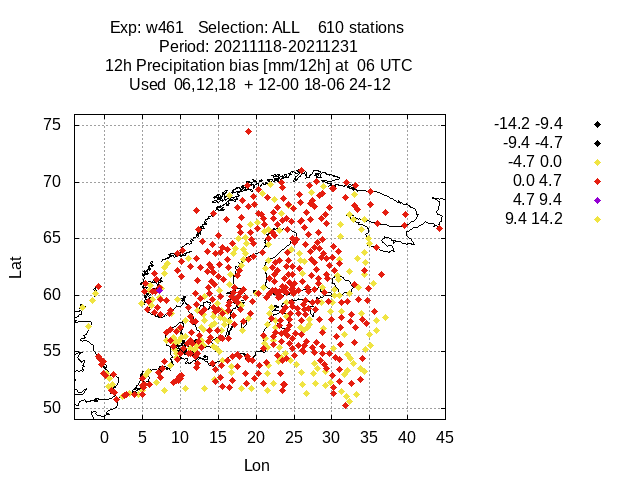 Exp: w461 Selection: ALL 610 stations
Period: 20211118-20211231
12h Precipitation bias [mm/12h] at 06 UTC
Used 06,12,18 + 12-00 18-06 24-12
-14.2 -9.4
-9.4 -4.7
-4.7 0.0
0.0 4.7
4.7 9.4
9.4 14.2
75
70
65
60
55
50
Lat
0 5 10 15 20 25 30 35 40 45
Lon